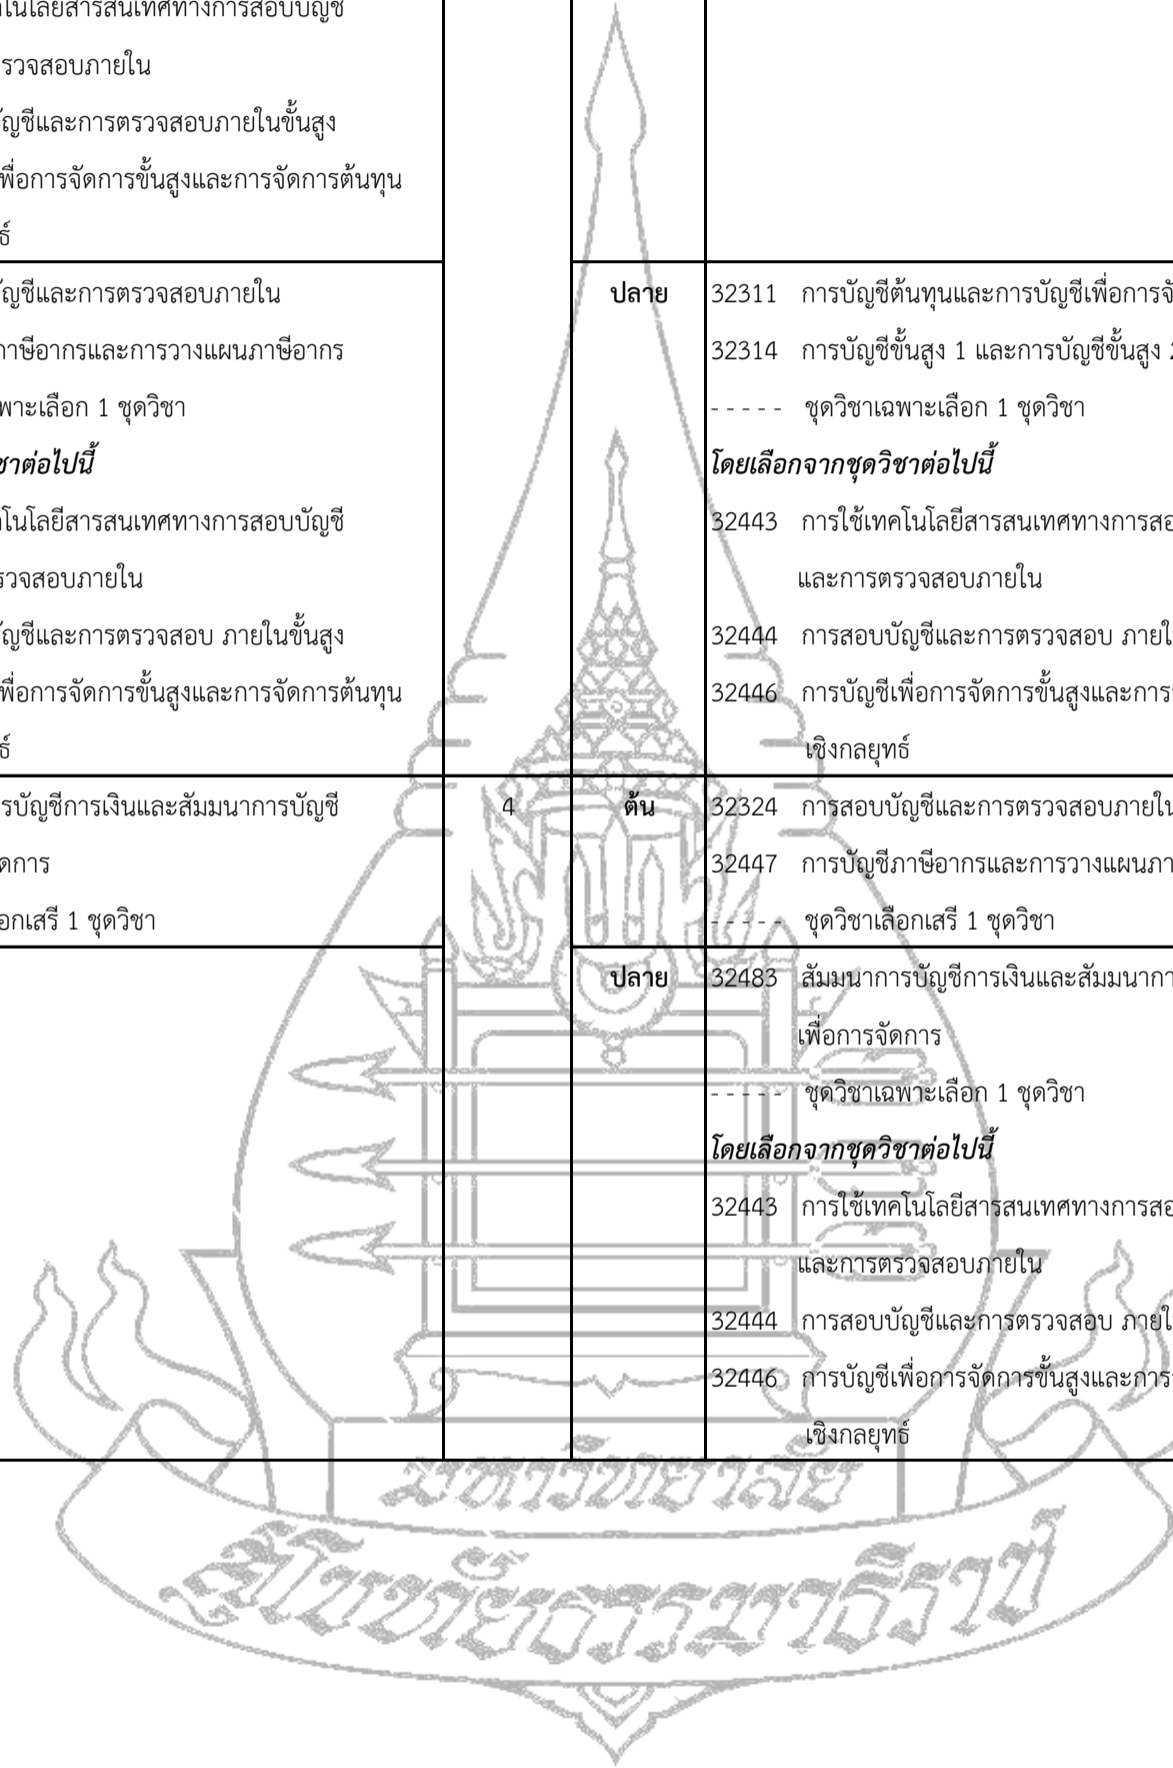 คโนโลยีสารสนเทศทางการสอบบัญชี
รวจสอบภายใน
บัญชีและการตรวจสอบภายในขั้นสูง
พื่อการจัดการขั้นสูงและการจัดการต้นทุน
ธ์
บัญชีและการตรวจสอบภายใน
ภาษีอากรและการวางแผนภาษีอากร
พาะเลือก 1 ชุดวิชา
ชาต่อไปนี้
คโนโลยีสารสนเทศทางการสอบบัญชี
รวจสอบภายใน
บัญชีและการตรวจสอบ ภายในขั้นสูง
พื่อการจัดการขั้นสูงและการจัดการต้นทุน
ธ์
ปลาย
32311 การบัญชีต้นทุนและการบัญชีเพื่อการจั
32314 การบัญชีขั้นสูง 1 และการบัญชีขั้นสูง 2
- - - - - ชุดวิชาเฉพาะเลือก 1 ชุดวิชา
โดยเลือกจากชุดวิชาต่อไปนี้
32443 การใช้เทคโนโลยีสารสนเทศทางการสอ
และการตรวจสอบภายใน
32444 การสอบบัญชีและการตรวจสอบ ภายใ
32446 การบัญชีเพื่อการจัดการขั้นสูงและการ
เชิงกลยุทธ์
รบัญชีการเงินและสัมมนาการบัญชี
ดการ
อกเสรี 1 ชุดวิชา
4
ต้น
32324 การสอบบัญชีและการตรวจสอบภายใน
32447 การบัญชีภาษีอากรและการวางแผนภา
- - - - - ชุดวิชาเลือกเสรี 1 ชุดวิชา
ปลาย
32483 สัมมนาการบัญชีการเงินและสัมมนากา
เพื่อการจัดการ
- - - - - ชุดวิชาเฉพาะเลือก 1 ชุดวิชา
โดยเลือกจากชุดวิชาต่อไปนี้
32443 การใช้เทคโนโลยีสารสนเทศทางการสอ
และการตรวจสอบภายใน
32444 การสอบบัญชีและการตรวจสอบ ภายใ
32446 การบัญชีเพื่อการจัดการขั้นสูงและการ
เชิงกลยุทธ์
มหาวิทยาลัย
สุโขทัยธรรมาธิราช